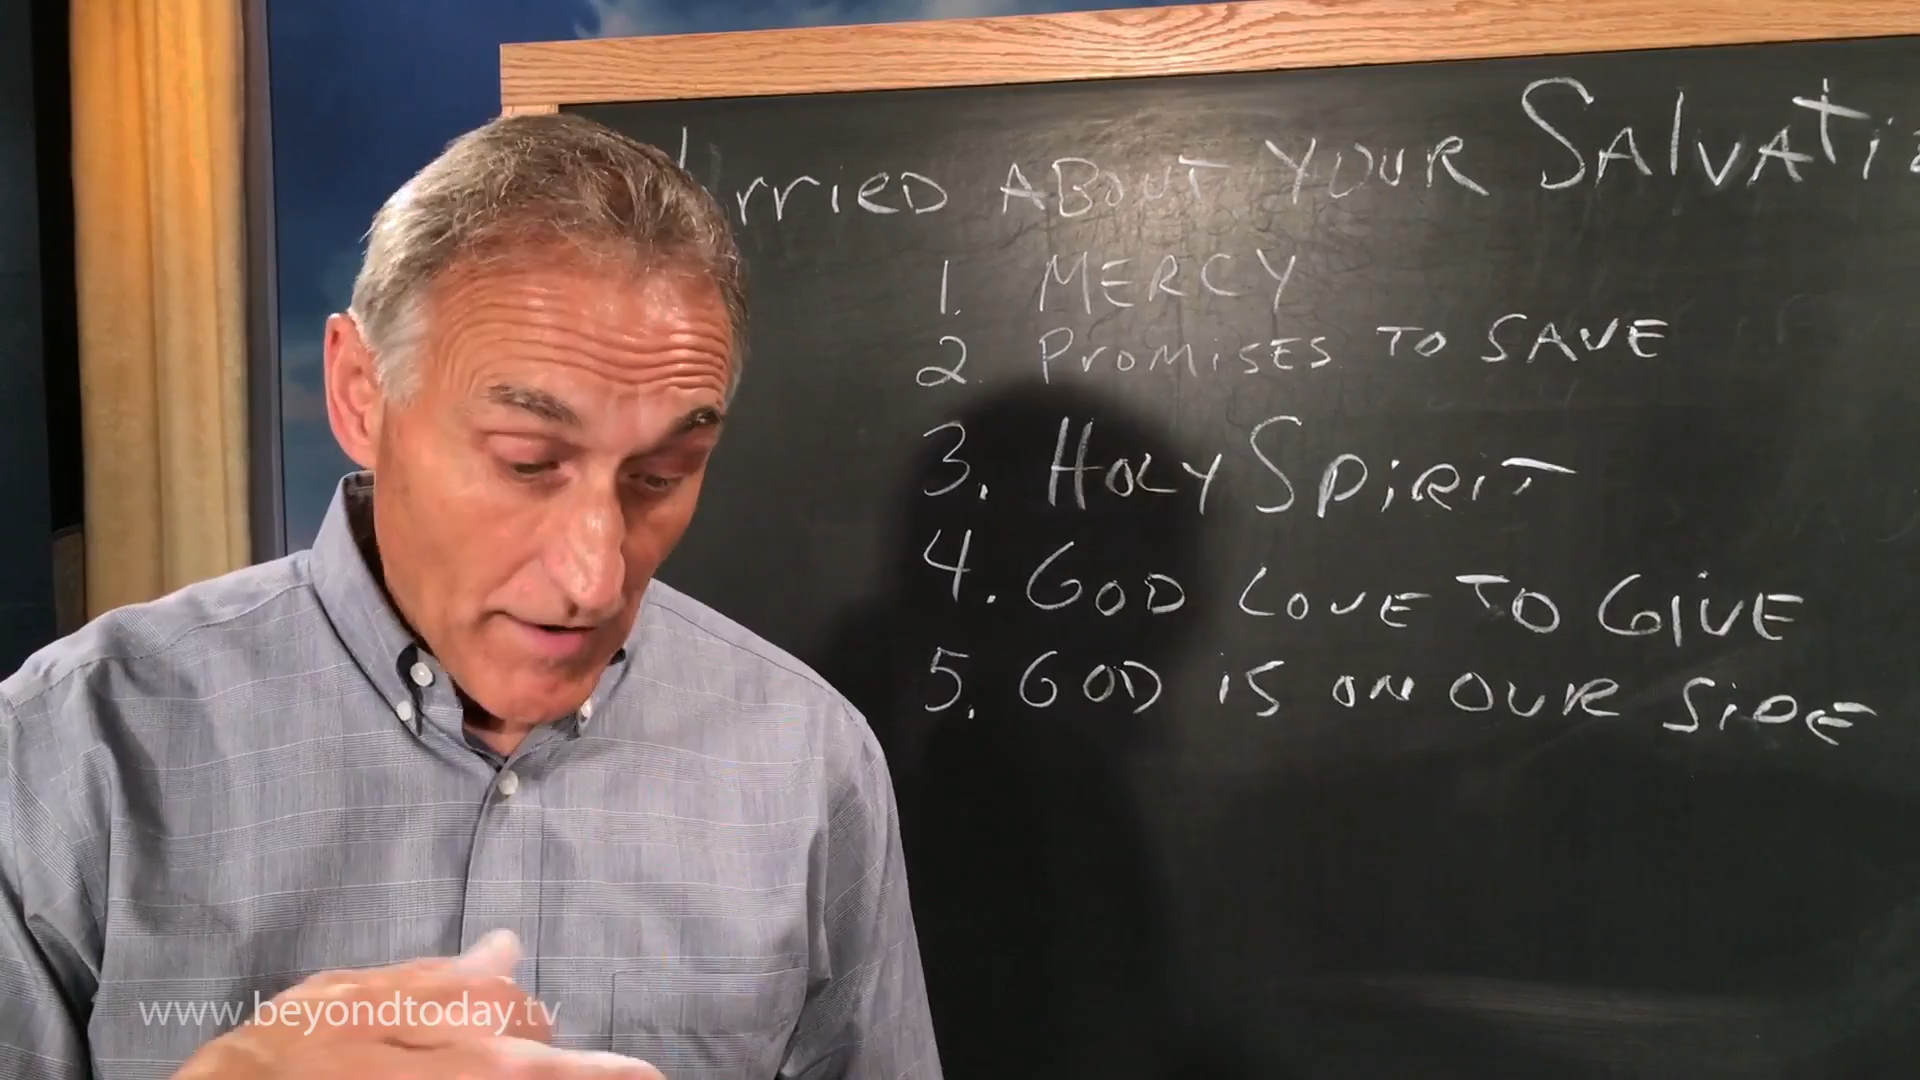 orried ABOUT YOUR SAlvAti
1. MERCY
2. PROMISES TO SAVE
3. HOLY SPiRiT
4. GOD LOVE TO GIVE
5. GOD is ON OUR SiDE
www.beyondtoday.tv